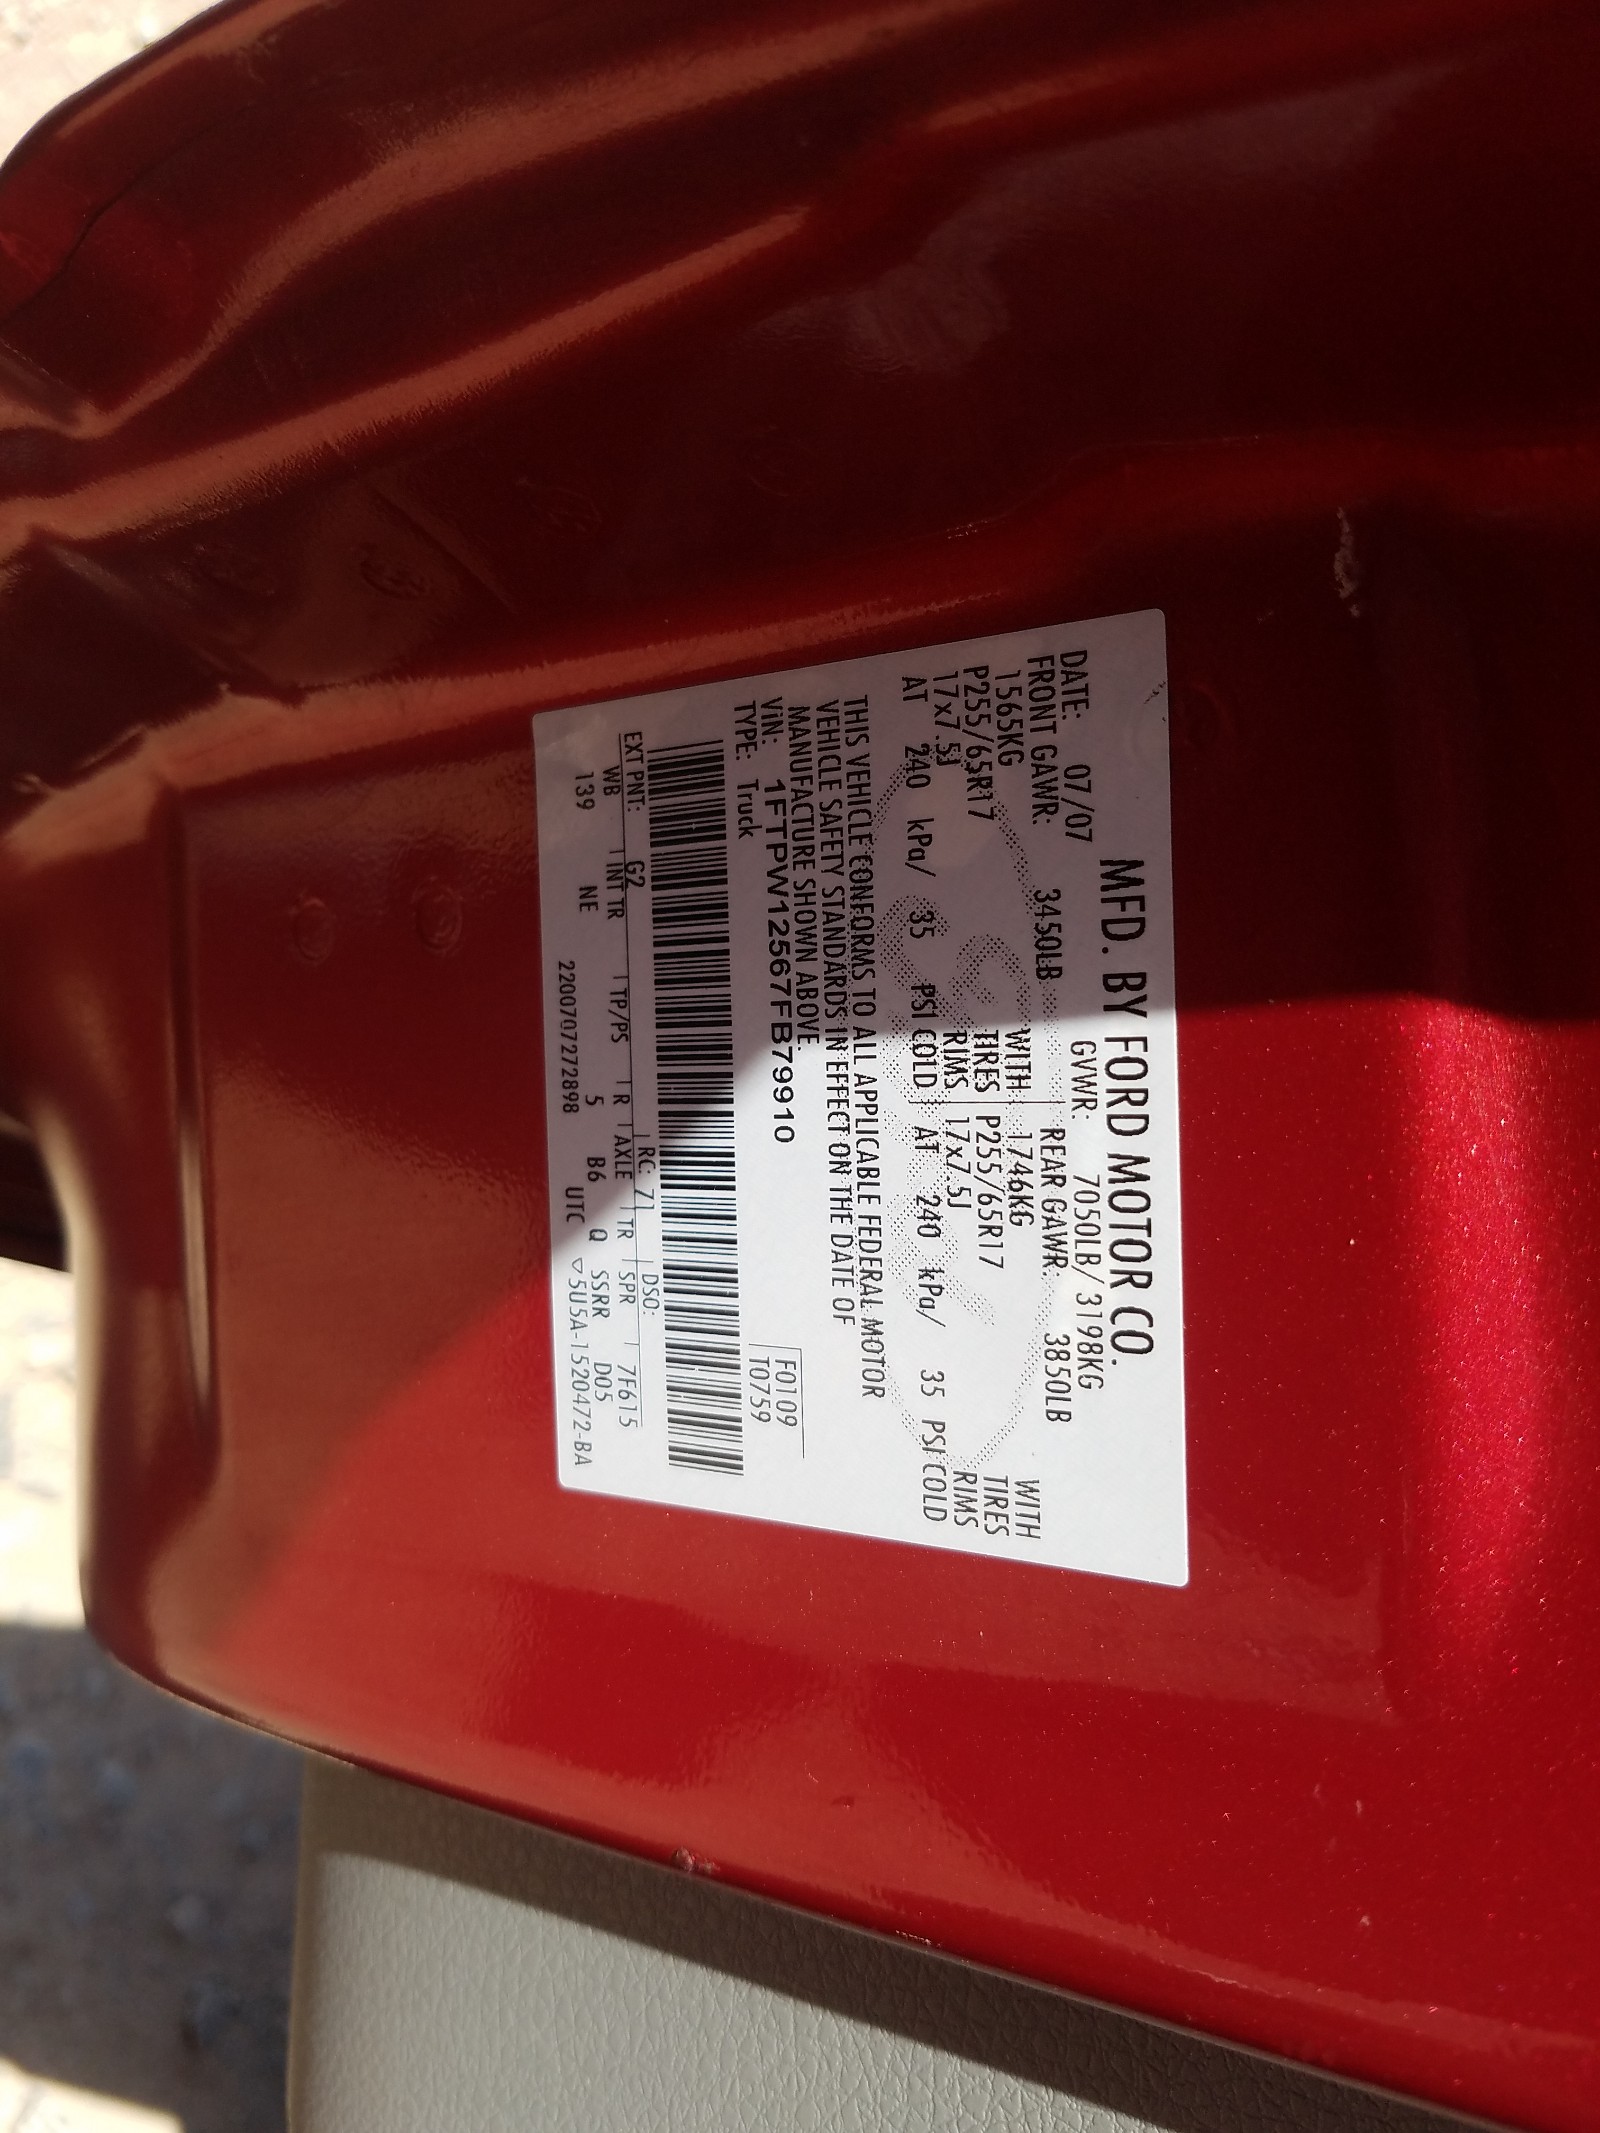 MFD. BY FORD MOTOR CO.
DATE: 07/07 GVWR: 7050LB/ 3198KG
FRONT GAWR: 3450LB REAR GAWR: 3850LB
1565KG WITH 1746KG WITH
P255/65R17 TIRES P255/65R17 TIRES
17x7.5J RIMS 17x7.5J RIMS
AT 240 kPa/ 35 PSI COLD AT 240 kPa/ 35 PSI COLD
THIS VEHICLE CONFORMS TO ALL APPLICABLE FEDERAL MOTOR
VEHICLE SAFETY STANDARDS IN EFFECT ON THE DATE OF
MANUFACTURE SHOWN ABOVE.
VIN: 1FTPW12567FB79910 F0109
TYPE: Truck T0759
EXT PNT: G2 RC: 71 DSO:
WB INT TR TP/PS R AXLE TR SPR 7F615
139 NE 5 B6 Q SSRR D05
2200707272898 UTC ▽5U5A-1520472-BA